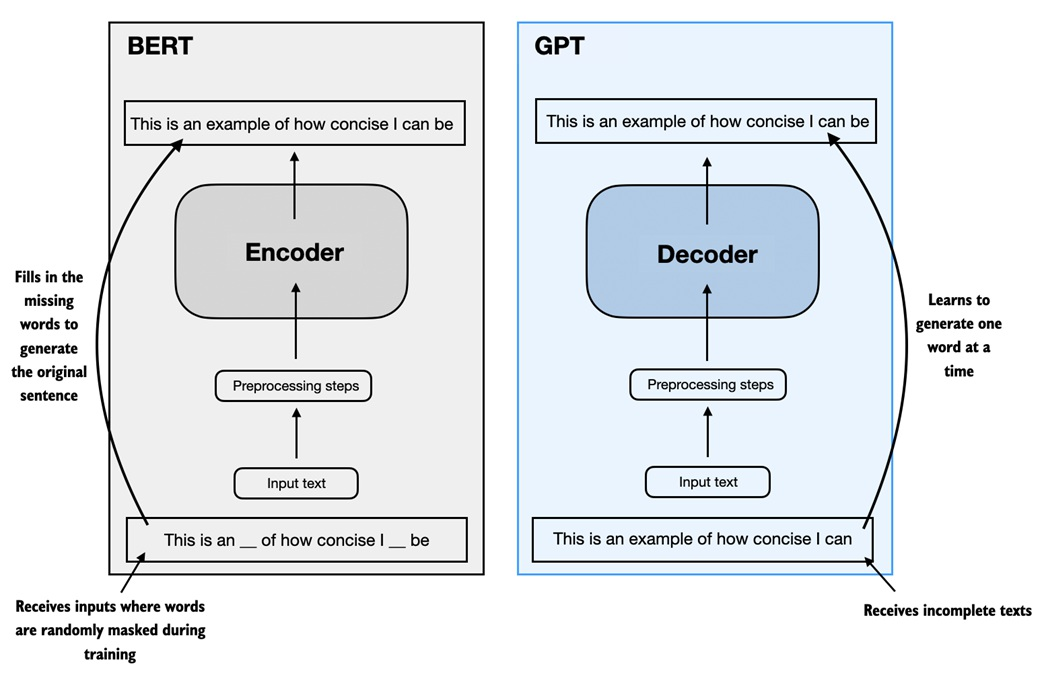 BERT
This is an example of how concise I can be
Encoder
Fills in the
missing
words to
generate
the original
sentence
Preprocessing steps
Input text
This is an __ of how concise I __ be
Receives inputs where words
are randomly masked during
training
GPT
This is an example of how concise I can be
Decoder
Learns to
generate one
word at a
time
Preprocessing steps
Input text
This is an example of how concise I can
Receives incomplete texts